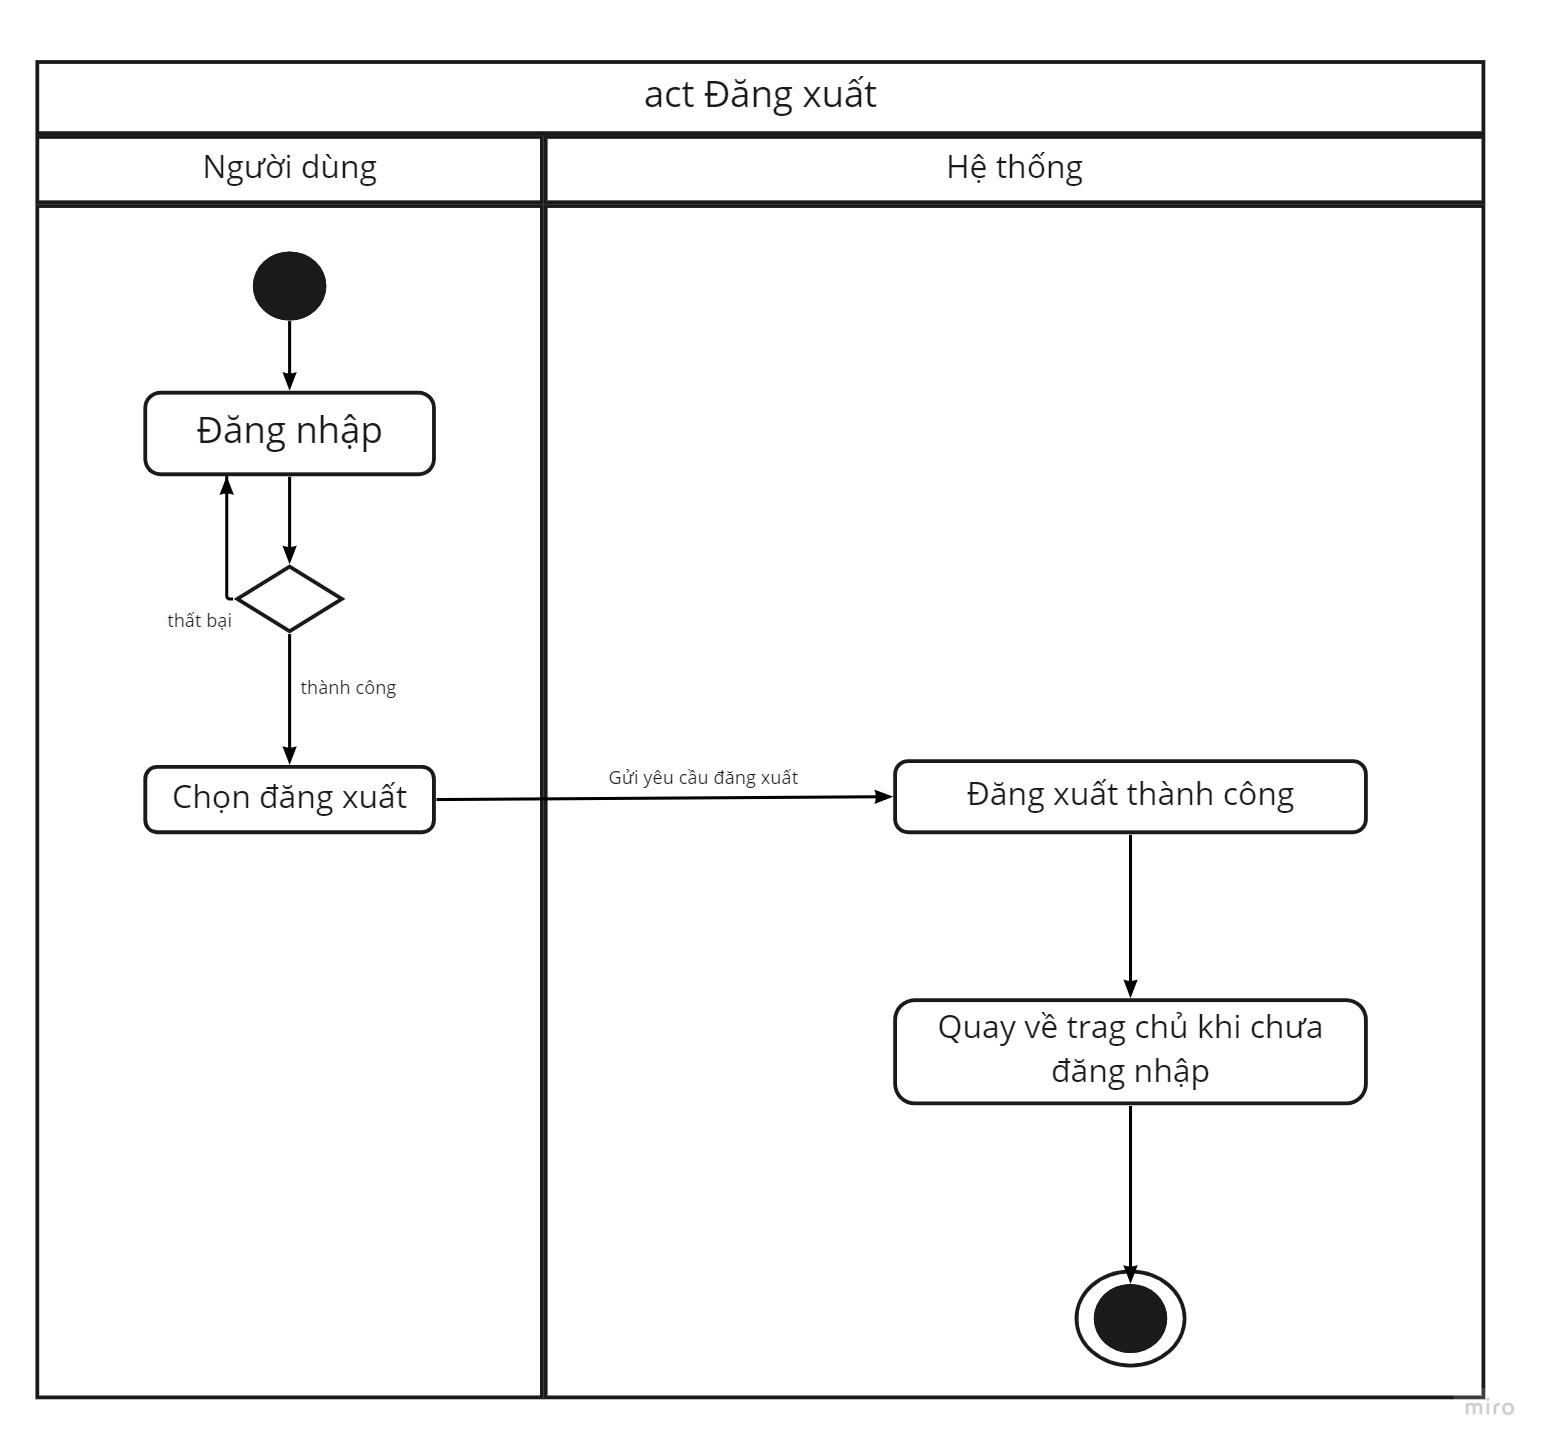 act Đăng xuất
Người dùng
Hệ thống
Đăng nhập
thất bại
thành công
Chọn đăng xuất
Gửi yêu cầu đăng xuất
Đăng xuất thành công
Quay về trag chủ khi chưa
đăng nhập
miro